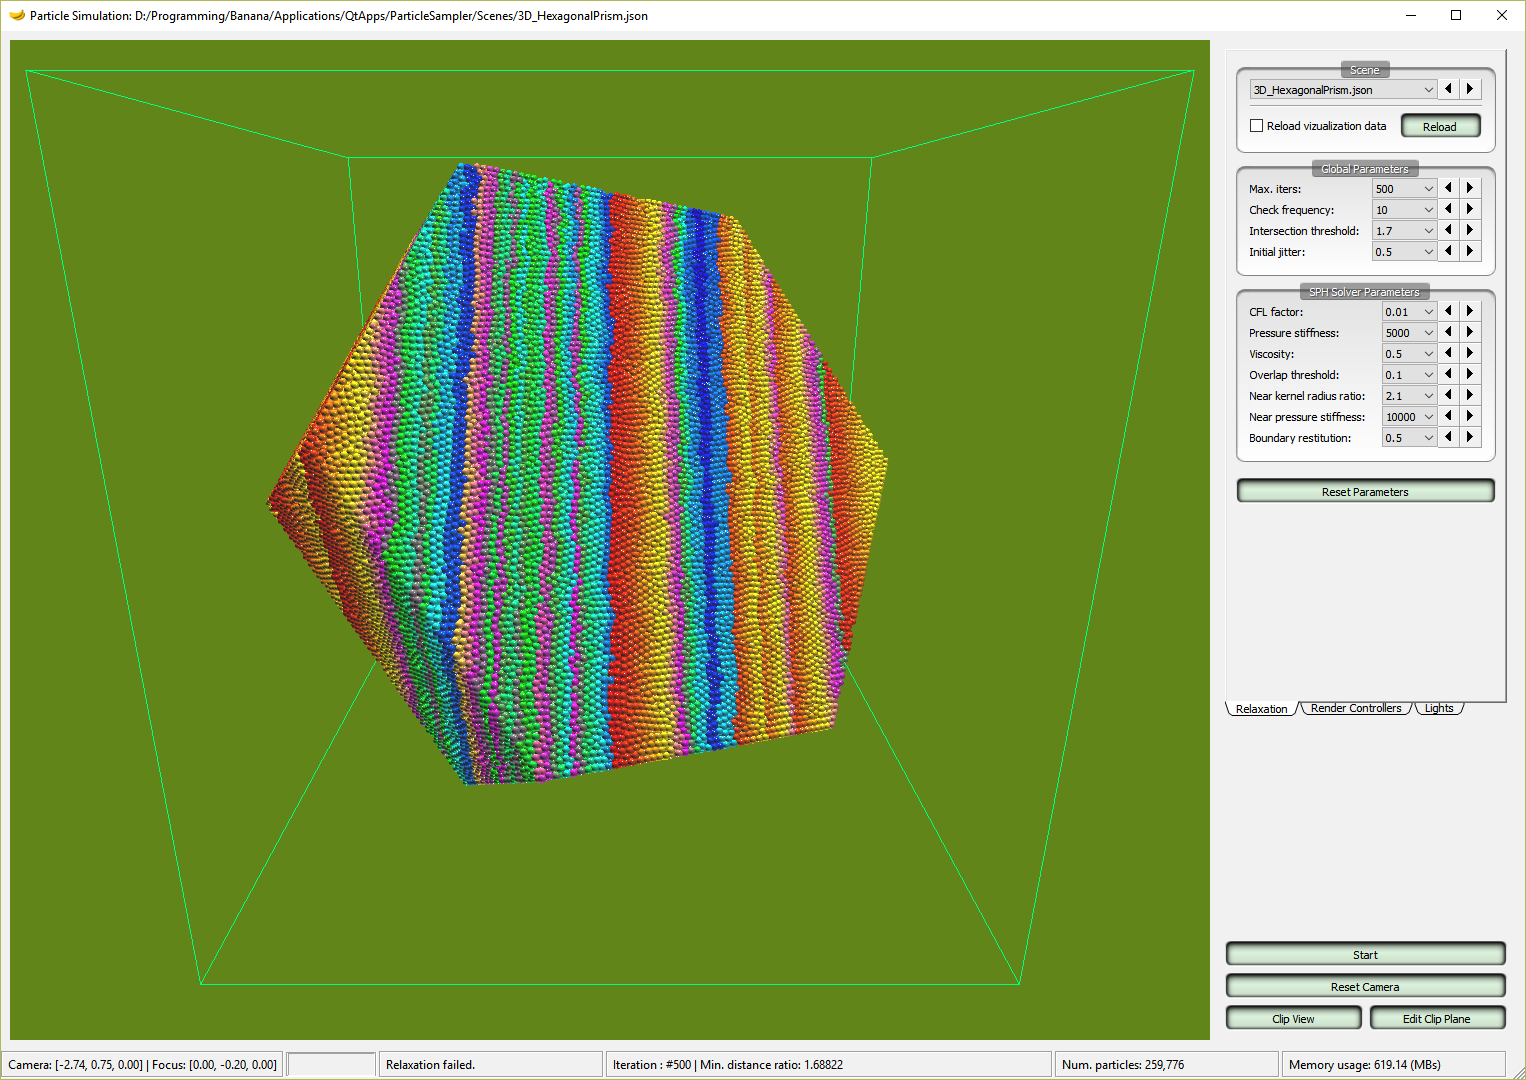 Particle Simulation: D:/Programming/Banana/Applications/QtApps/ParticleSampler/Scenes/3D_HexagonalPrism.json
Scene
3D_HexagonalPrism.json
Reload vizualization data
Reload
Global Parameters
Max. iters: 500
Check frequency: 10
Intersection threshold: 1.7
Initial jitter: 0.5
SPH Solver Parameters
CFL factor: 0.01
Pressure stiffness: 5000
Viscosity: 0.5
Overlap threshold: 0.1
Near kernel radius ratio: 2.1
Near pressure stiffness: 10000
Boundary restitution: 0.5
Reset Parameters
Relaxation Render Controllers Lights
Start
Reset Camera
Clip View Edit Clip Plane
Camera: [-2.74, 0.75, 0.00] | Focus: [0.00, -0.20, 0.00] Relaxation failed. Iteration : #500 | Min. distance ratio: 1.68822 Num. particles: 259,776 Memory usage: 619.14 (MBs)